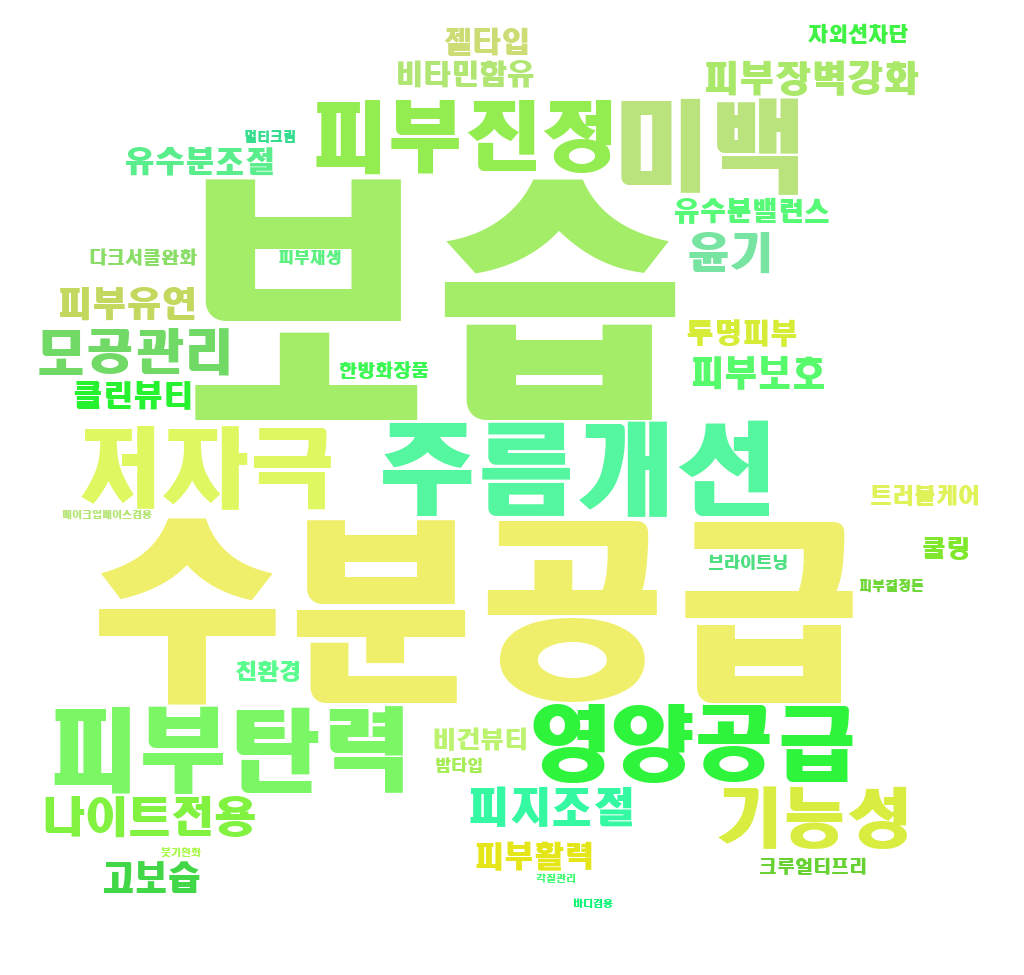 젤타입
자외선차단
비타민함유
피부장벽강화
피부진정
미백
멀티크림
유수분조절
보습
유수분밸런스
윤기
다크서클완화
피부재생
피부유연
투명피부
모공관리
한방화장품
피부보호
클린뷰티
저자극
주름개선
트러블케어
메이크업베이스겸용
수분공급
브라이트닝
쿨링
피부결정돈
친환경
피부탄력
비건뷰티
영양공급
밤타입
나이트전용
피지조절
기능성
피부활력
붓기완화
고보습
각질관리
크루얼티프리
바디겸용